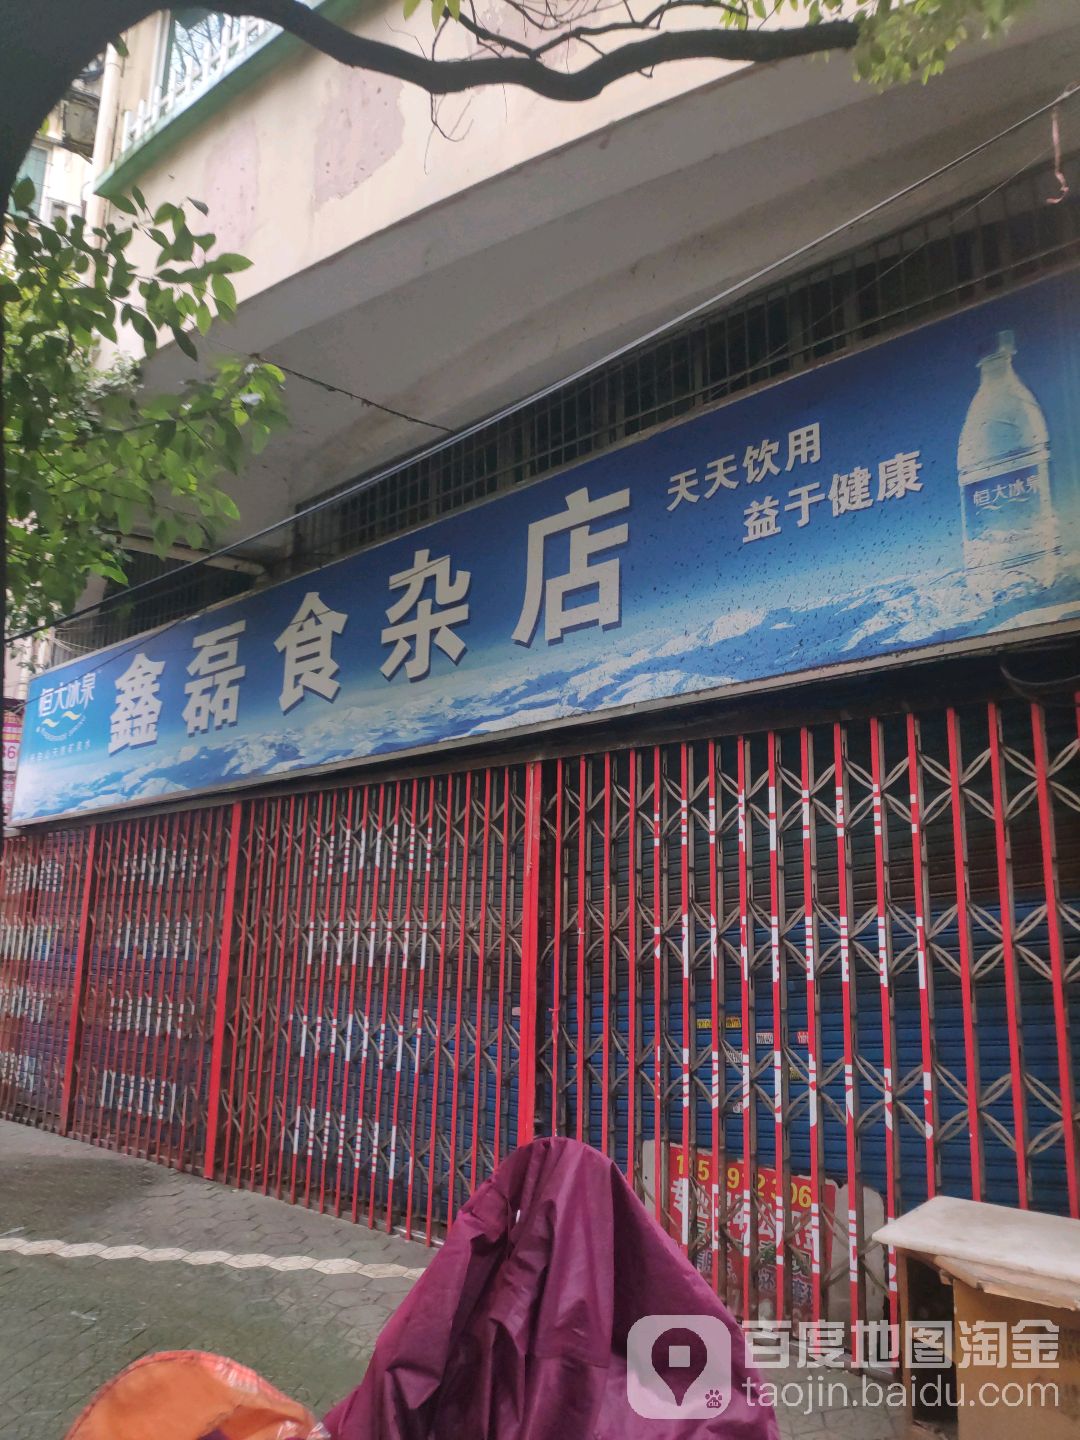 恒大冰泉
鑫磊食杂店
天天饮用
益于健康
恒大冰泉
百度地图淘金
taojin.baidu.com